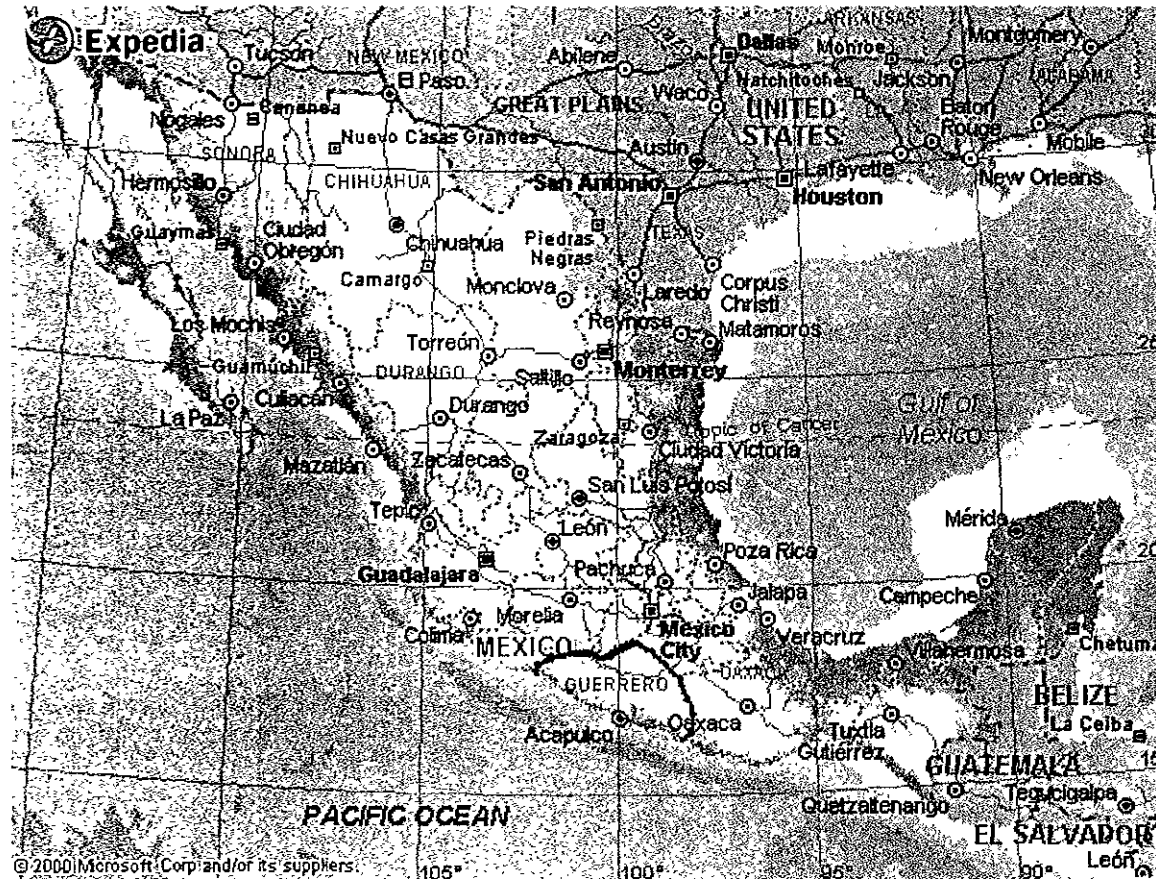 Expedia
Tucson
NEW MEXICO
El Paso
Abilene
Dallas
ARKANSAS
Monroe
Montgomery
Natchitoches
Jackson
ALABAMA
Nogales
Cananea
GREAT PLAINS
Waco
UNITED
STATES
Baton
Rouge
Mobile
SONORA
Nuevo Casas Grandes
Austin
Lafayette
New Orleans
Hermosillo
CHIHUAHUA
San Antonio
Houston
Guaymas
Ciudad
Obregón
Chihuahua
Piedras
Negras
TEXAS
Camargo
Monclova
Laredo
Corpus
Christi
Los Mochis
Reynosa
Matamoros
Torreón
Guamúchil
DURANGO
Saltillo
Monterrey
25
La Paz
Culiacán
Durango
Gulf of
Mexico
Zaragoza
Tropic of Cancer
Ciudad Victoria
Mazatlán
Zacatecas
San Luis Potosí
Tepic
León
Mérida
Poza Rica
20
Guadalajara
Pachuca
Campeche
Morelia
Jalapa
Colima
MEXICO
México
City
Veracruz
Chetuma
Villahermosa
GUERRERO
OAXACA
BELIZE
La Ceiba
Acapulco
Oaxaca
Tuxtla
Gutiérrez
GUATEMALA
15
PACIFIC OCEAN
Quetzaltenango
Tegucigalpa
EL SALVADOR
León
© 2000 Microsoft Corp and/or its suppliers.
105°
100°
95°
90°